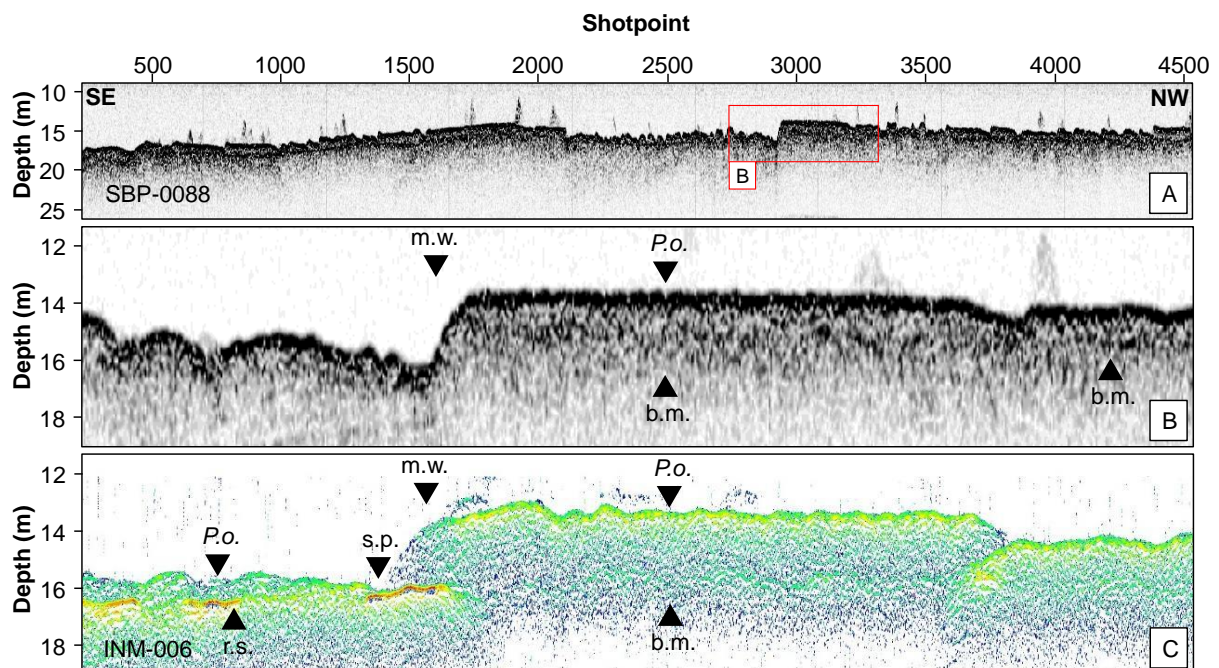 Shotpoint
500 1000 1500 2000 2500 3000 3500 4000 4500
Depth (m)
10
15
20
25
SE
NW
B
SBP-0088
A
Depth (m)
12
14
16
18
m.w.
P.o.
b.m.
b.m.
B
Depth (m)
12
14
16
18
m.w.
P.o.
P.o.
s.p.
INM-006
r.s.
b.m.
C